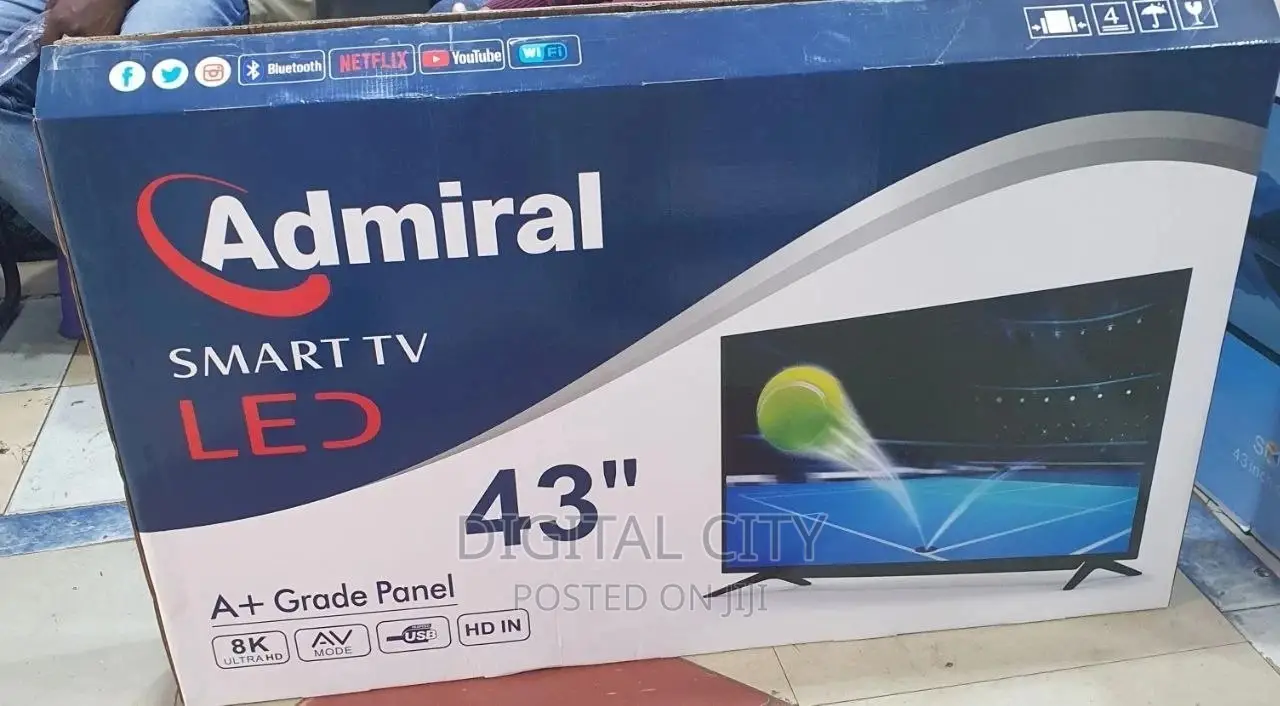 Bluetooth NETFLIX YouTube WiFi
4
Admiral
SMART TV
LED
43"
DIGITAL CITY
POSTED ON JIJI
A+ Grade Panel
8K ULTRA HD
AV MODE
USB
HD IN